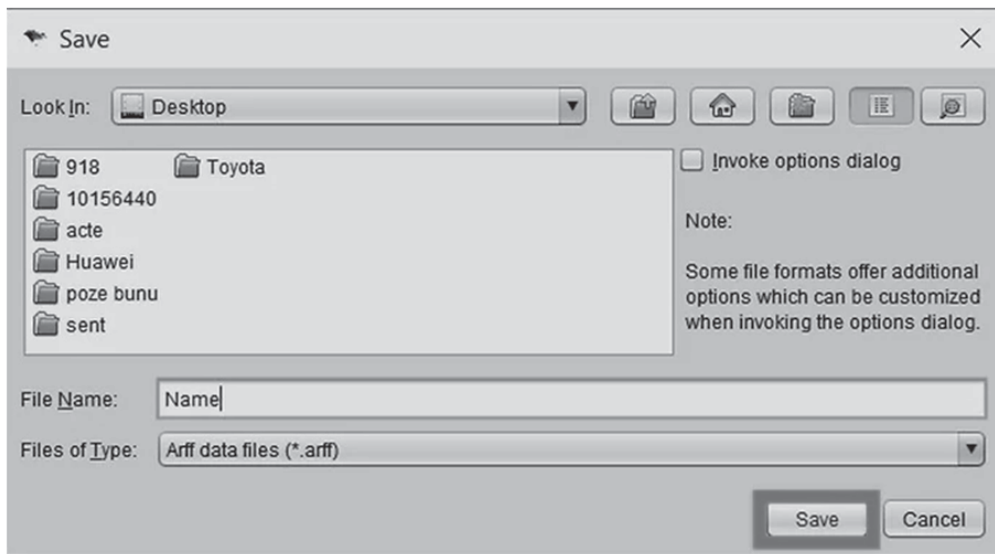 Save
Look In: Desktop
918 Toyota
10156440
acte
Huawei
poze bunu
sent
Invoke options dialog
Note:
Some file formats offer additional
options which can be customized
when invoking the options dialog.
File Name: Name
Files of Type: Arff data files (*.arff)
Save Cancel